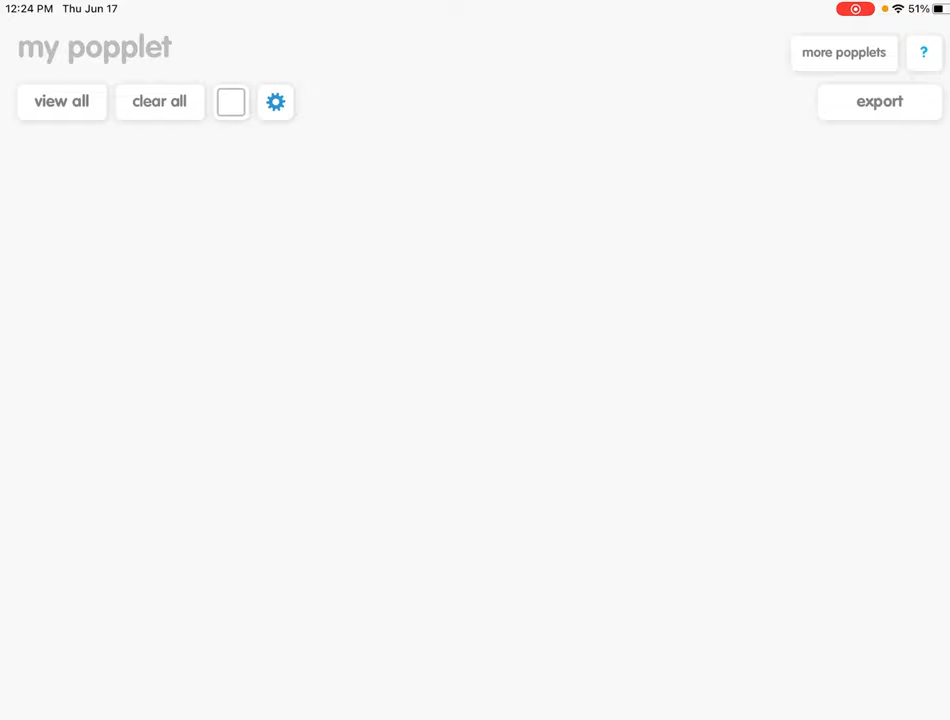 12:24 PM Thu Jun 17
51%
my popplet
more popplets
?
view all
clear all
export